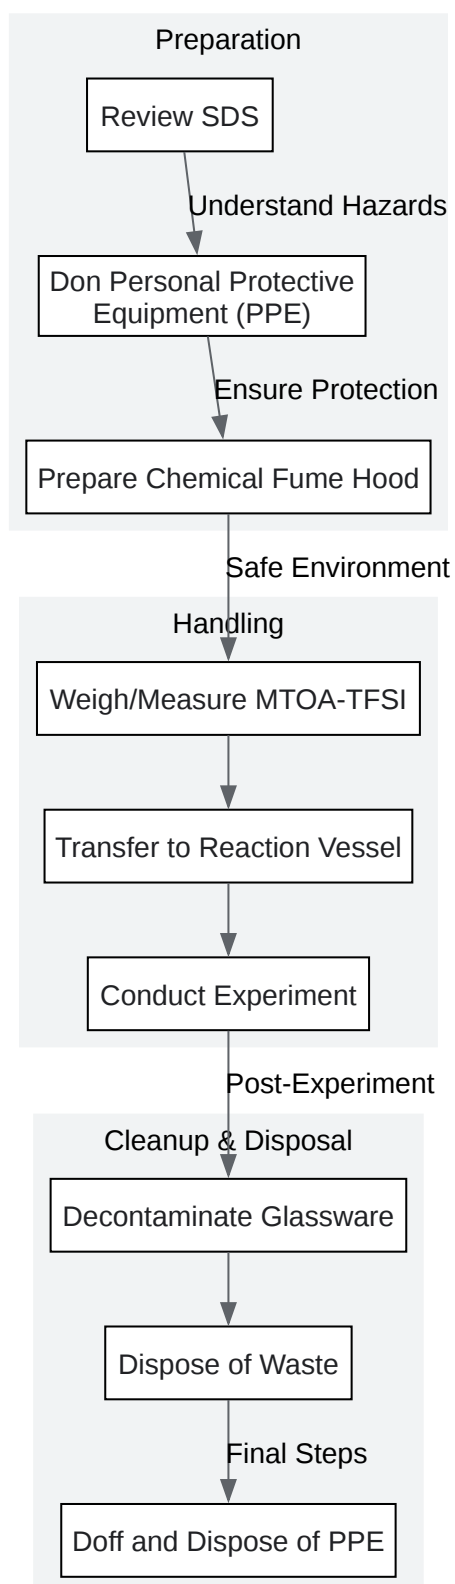 Preparation
Review SDS
Understand Hazards
Don Personal Protective
Equipment (PPE)
Ensure Protection
Prepare Chemical Fume Hood
Safe Environment
Handling
Weigh/Measure MTOA-TFSI
Transfer to Reaction Vessel
Conduct Experiment
Post-Experiment
Cleanup & Disposal
Decontaminate Glassware
Dispose of Waste
Final Steps
Doff and Dispose of PPE